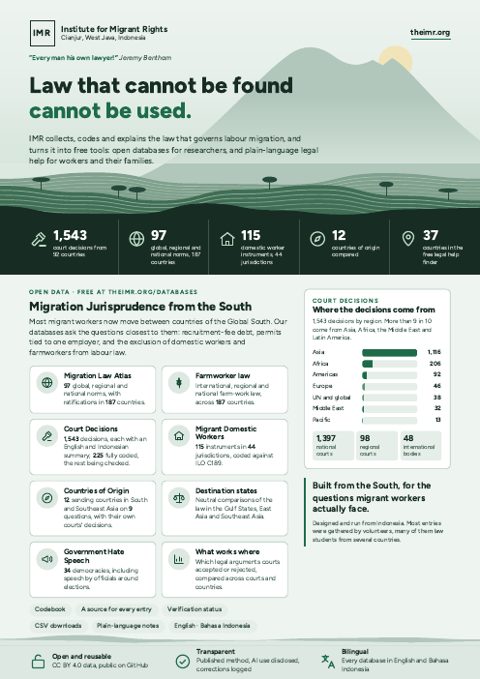 IMR
Institute for Migrant Rights
Cianjur, West Java, Indonesia
theimr.org
"Every man his own lawyer!" Jeremy Bentham
Law that cannot be found
cannot be used.
IMR collects, codes and explains the law that governs labour migration, and
turns it into free tools: open databases for researchers, and plain-language legal
help for workers and their families.
1,543
court decisions from
92 countries
97
global, regional and
national norms, 187
countries
115
domestic worker
instruments, 44
jurisdictions
12
countries of origin
compared
37
countries in the
free legal help
finder
OPEN DATA · FREE AT THEIMR.ORG/DATABASES
Migration Jurisprudence from the South
Most migrant workers now move between countries of the Global South. Our
databases ask the questions closest to them: recruitment-fee debt, permits
tied to one employer, and the exclusion of domestic workers and
farmworkers from labour law.
Migration Law Atlas
97 global, regional and
national norms, with
ratifications in 187 countries.
Farmworker law
International, regional and
national farm-work law,
across 187 countries.
Court Decisions
1,543 decisions, each with an
English and Indonesian
summary; 225 fully coded,
the rest being checked.
Migrant Domestic
Workers
115 instruments in 44
jurisdictions, coded against
ILO C189.
Countries of Origin
12 sending countries in South
and Southeast Asia on 9
questions, with their own
courts' decisions.
Destination states
Neutral comparisons of the
law in the Gulf States, East
Asia and Southeast Asia.
Government Hate
Speech
34 democracies, including
speech by officials around
elections.
What works where
Which legal arguments courts
accepted or rejected,
compared across courts and
countries.
Codebook
A source for every entry
Verification status
CSV downloads
Plain-language notes
English · Bahasa Indonesia
COURT DECISIONS
Where the decisions come from
1,543 decisions by region. More than 9 in 10
come from Asia, Africa, the Middle East and
Latin America.
Asia 1,116
Africa 206
Americas 92
Europe 46
UN and global 38
Middle East 32
Pacific 13
1,397
national
courts
98
regional
courts
48
international
bodies
Built from the South, for the
questions migrant workers
actually face.
Designed and run from Indonesia. Most entries
were gathered by volunteers, many of them law
students from several countries.
Open and reusable
CC BY 4.0 data, public on GitHub
Transparent
Published method, AI use disclosed,
corrections logged
Bilingual
Every database in English and Bahasa
Indonesia